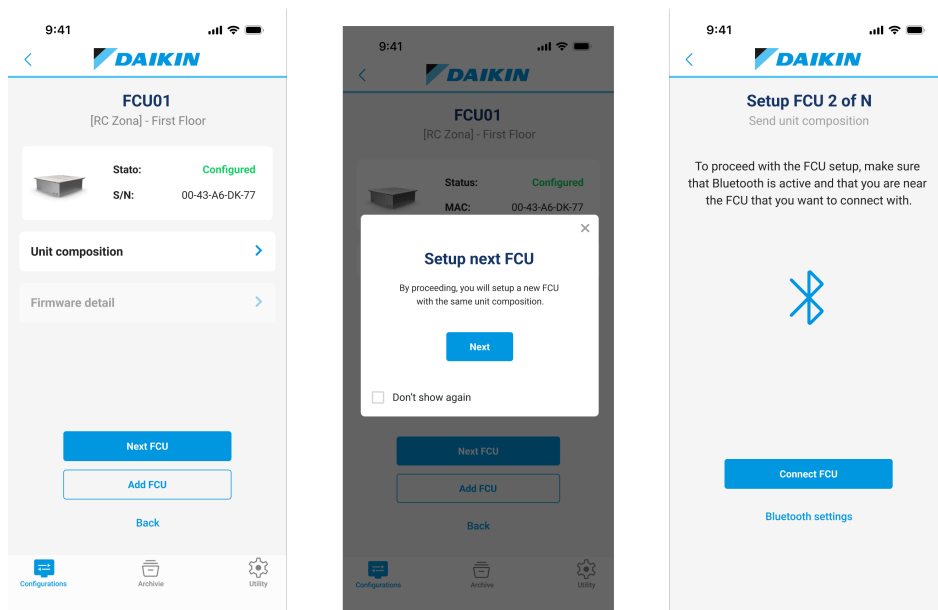 9:41
DAIKIN
FCU01
[RC Zona] - First Floor
Stato: Configured
S/N: 00-43-A6-DK-77
Unit composition
Firmware detail
Next FCU
Add FCU
Back
Configurations Archivie Utility
9:41
DAIKIN
FCU01
[RC Zona] - First Floor
Status: Configured
MAC: 00-43-A6-DK-77
Setup next FCU
By proceeding, you will setup a new FCU
with the same unit composition.
Next
Don't show again
Next FCU
Add FCU
Back
Configurations Archive Utility
9:41
DAIKIN
Setup FCU 2 of N
Send unit composition
To proceed with the FCU setup, make sure
that Bluetooth is active and that you are near
the FCU that you want to connect with.
Connect FCU
Bluetooth settings